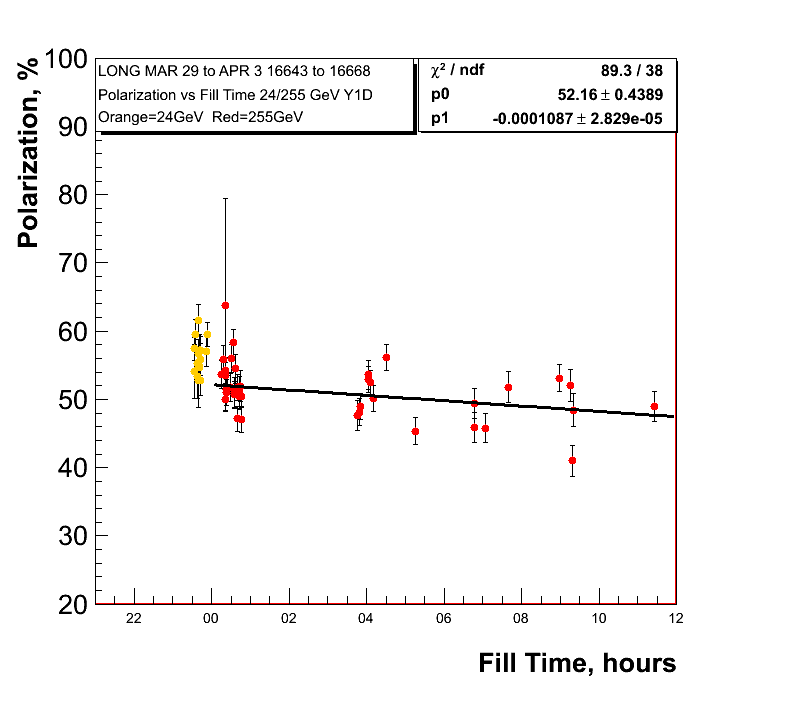 LONG MAR 29 to APR 3 16643 to 16668
Polarization vs Fill Time 24/255 GeV Y1D
Orange=24GeV  Red=255GeV
χ² / ndf 89.3 / 38
p0 52.16 ± 0.4389
p1 -0.0001087 ± 2.829e-05
Polarization, %
100
90
80
70
60
50
40
30
20
22 00 02 04 06 08 10 12
Fill Time, hours